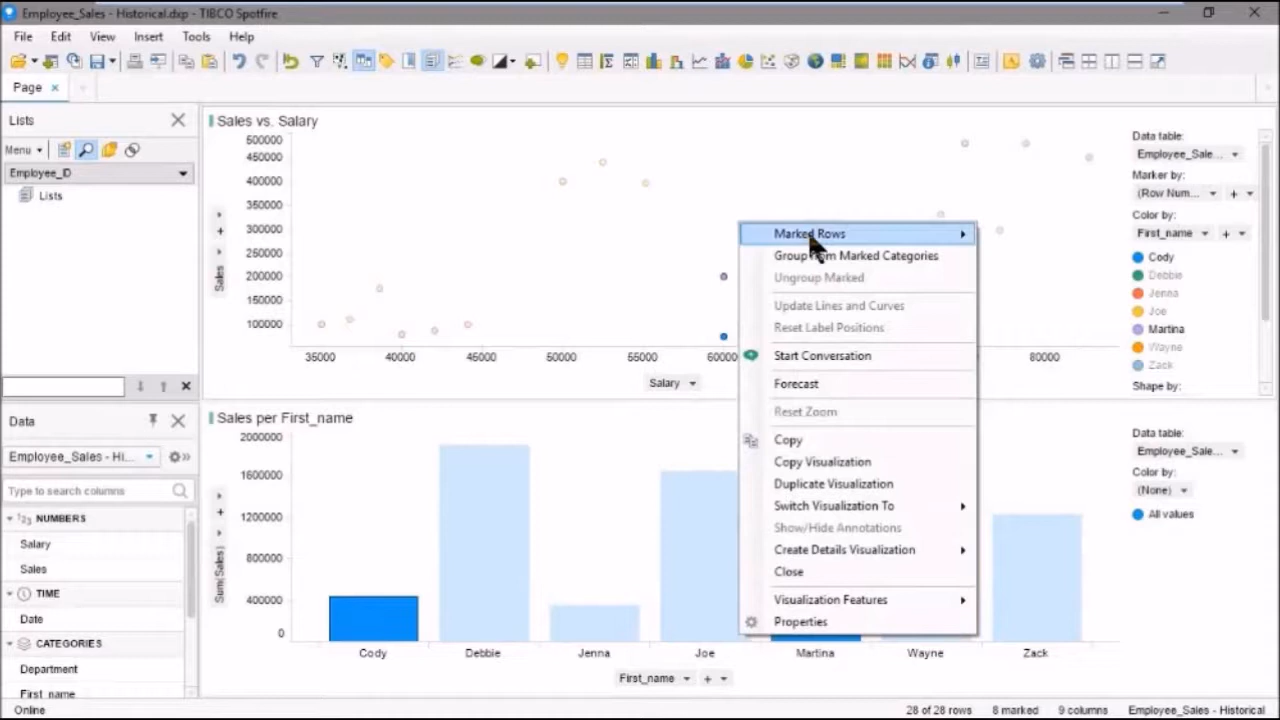 Employee_Sales - Historical.dxp - TIBCO Spotfire
File Edit View Insert Tools Help
Page
Lists
Menu
Employee_ID
Lists
Data
Employee_Sales - Hi...
Type to search columns
NUMBERS
Salary
Sales
TIME
Date
CATEGORIES
Department
First_name
Sales vs. Salary
500000
450000
400000
350000
300000
250000
200000
150000
100000
Sales
35000 40000 45000 50000 55000 60000 80000
Salary
Data table:
Employee_Sale...
Marker by:
(Row Num...
Color by:
First_name
Cody
Debbie
Jenna
Joe
Martina
Wayne
Zack
Shape by:
Marked Rows
Group from Marked Categories
Ungroup Marked
Update Lines and Curves
Reset Label Positions
Start Conversation
Forecast
Reset Zoom
Copy
Copy Visualization
Duplicate Visualization
Switch Visualization To
Show/Hide Annotations
Create Details Visualization
Close
Visualization Features
Properties
Sales per First_name
2000000
1600000
1200000
800000
400000
0
Sum(Sales)
Cody Debbie Jenna Joe Martina Wayne Zack
First_name
Data table:
Employee_Sale...
Color by:
(None)
All values
Online 28 of 28 rows 8 marked 9 columns Employee_Sales - Historical